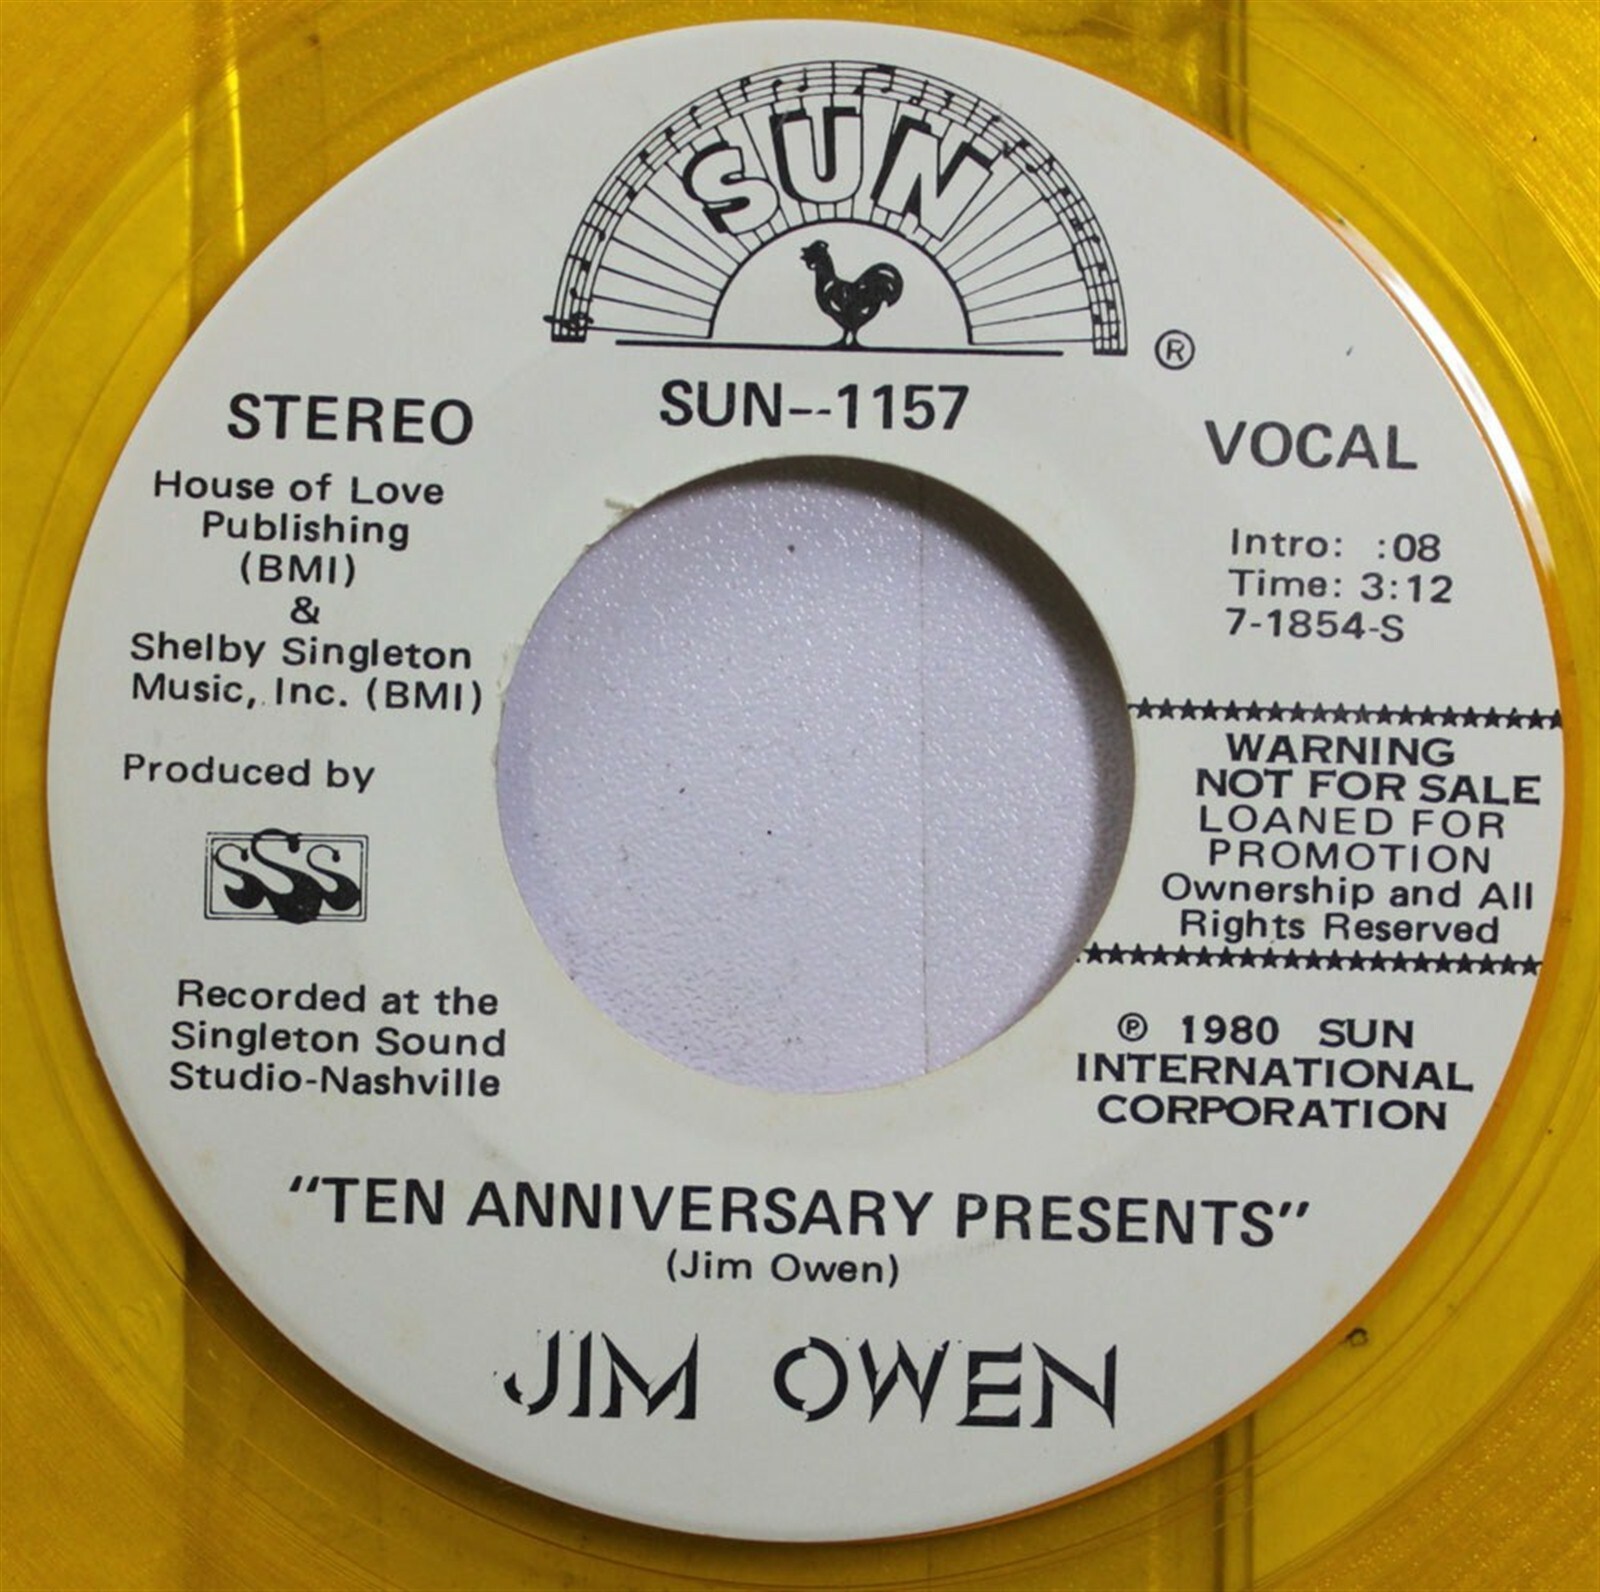 SUN
®
SUN--1157
STEREO
House of Love
Publishing
(BMI)
&
Shelby Singleton
Music, Inc. (BMI)
Produced by
SSS
Recorded at the
Singleton Sound
Studio-Nashville
VOCAL
Intro: :08
Time: 3:12
7-1854-S
WARNING
NOT FOR SALE
LOANED FOR
PROMOTION
Ownership and All
Rights Reserved
℗ 1980 SUN
INTERNATIONAL
CORPORATION
"TEN ANNIVERSARY PRESENTS"
(Jim Owen)
JIM OWEN